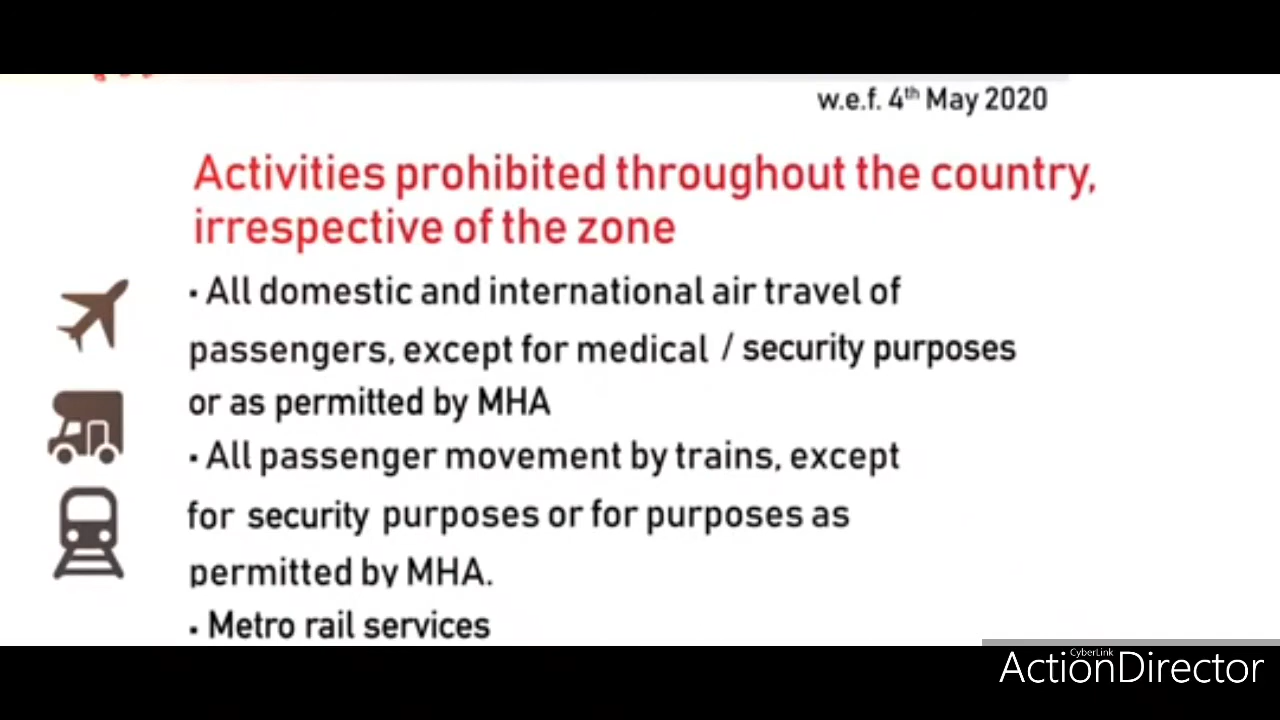 w.e.f. 4th May 2020
Activities prohibited throughout the country,
irrespective of the zone
· All domestic and international air travel of
passengers, except for medical / security purposes
or as permitted by MHA
· All passenger movement by trains, except
for security purposes or for purposes as
permitted by MHA.
· Metro rail services
CyberLink
ActionDirector